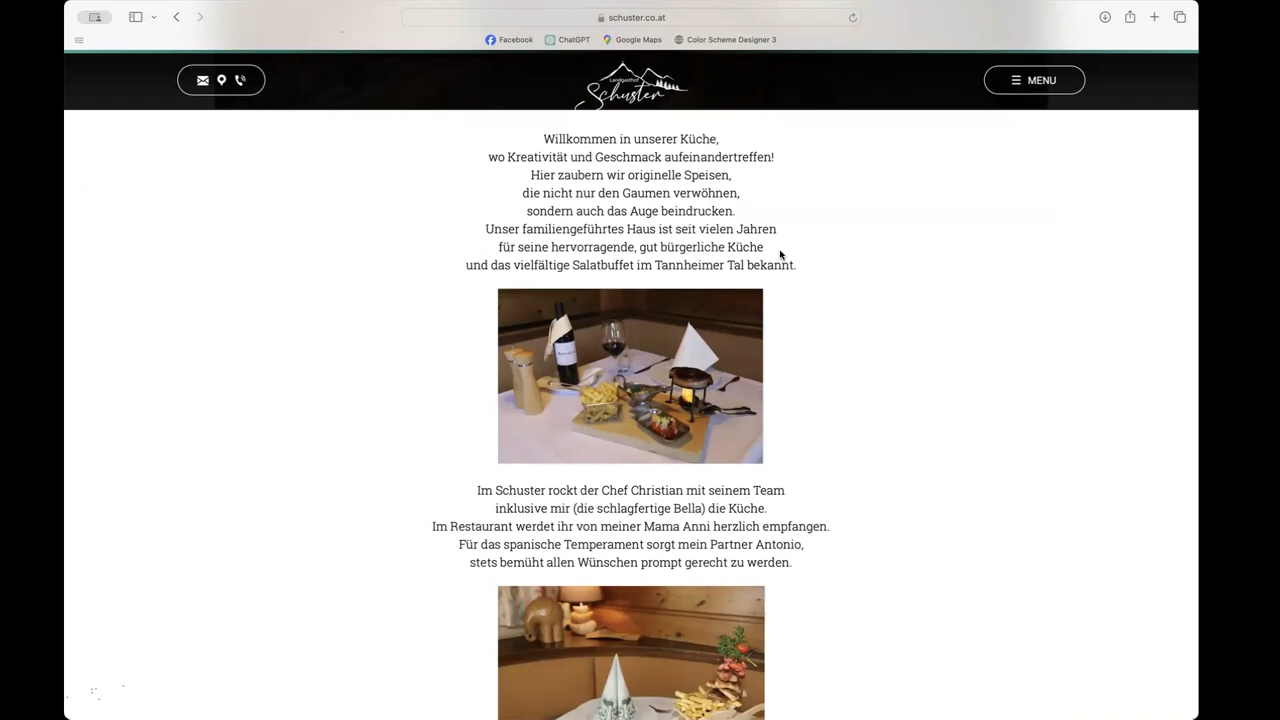 schuster.co.at
Facebook
ChatGPT
Google Maps
Color Scheme Designer 3
Landgasthof
Schuster
MENU
Willkommen in unserer Küche,
wo Kreativität und Geschmack aufeinandertreffen!
Hier zaubern wir originelle Speisen,
die nicht nur den Gaumen verwöhnen,
sondern auch das Auge beindrucken.
Unser familiengeführtes Haus ist seit vielen Jahren
für seine hervorragende, gut bürgerliche Küche
und das vielfältige Salatbuffet im Tannheimer Tal bekannt.
Im Schuster rockt der Chef Christian mit seinem Team
inklusive mir (die schlagfertige Bella) die Küche.
Im Restaurant werdet ihr von meiner Mama Anni herzlich empfangen.
Für das spanische Temperament sorgt mein Partner Antonio,
stets bemüht allen Wünschen prompt gerecht zu werden.